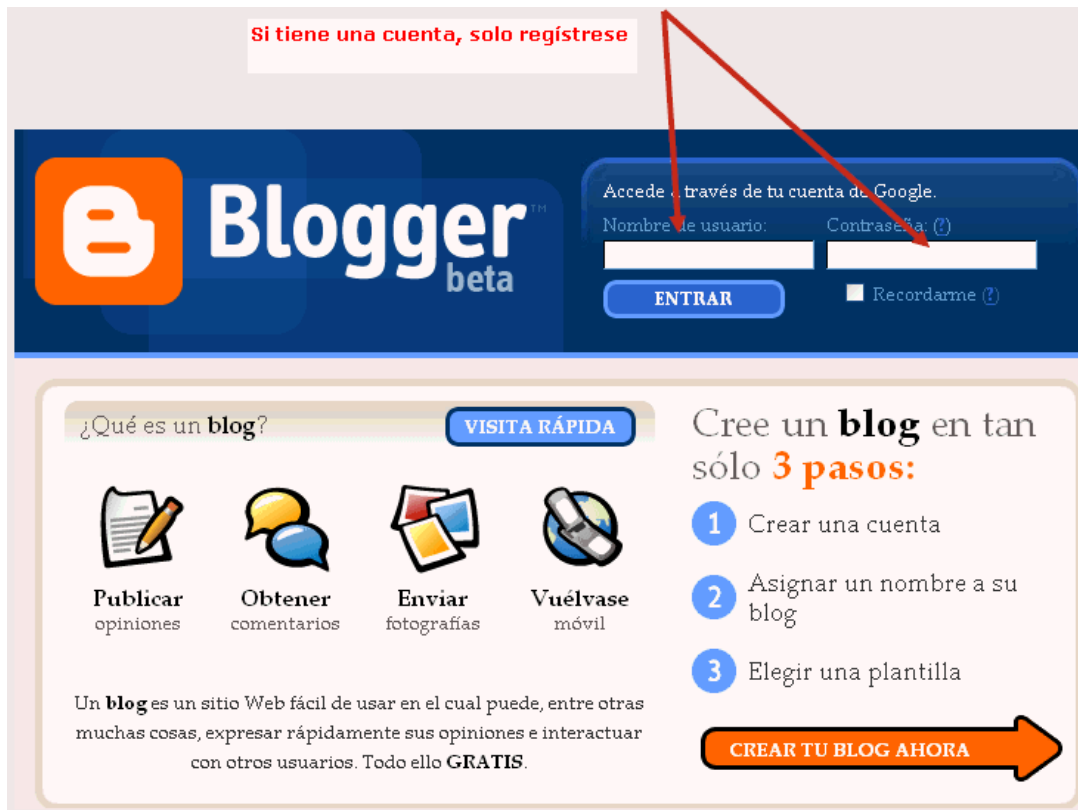 Si tiene una cuenta, solo regístrese
Blogger™
beta
Accede a través de tu cuenta de Google.
Nombre de usuario:
Contraseña: (?)
ENTRAR
Recordarme (?)
¿Qué es un blog?
VISITA RÁPIDA
Publicar
opiniones
Obtener
comentarios
Enviar
fotografías
Vuélvase
móvil
Un blog es un sitio Web fácil de usar en el cual puede, entre otras
muchas cosas, expresar rápidamente sus opiniones e interactuar
con otros usuarios. Todo ello GRATIS.
Cree un blog en tan
sólo 3 pasos:
1 Crear una cuenta
2 Asignar un nombre a su
blog
3 Elegir una plantilla
CREAR TU BLOG AHORA